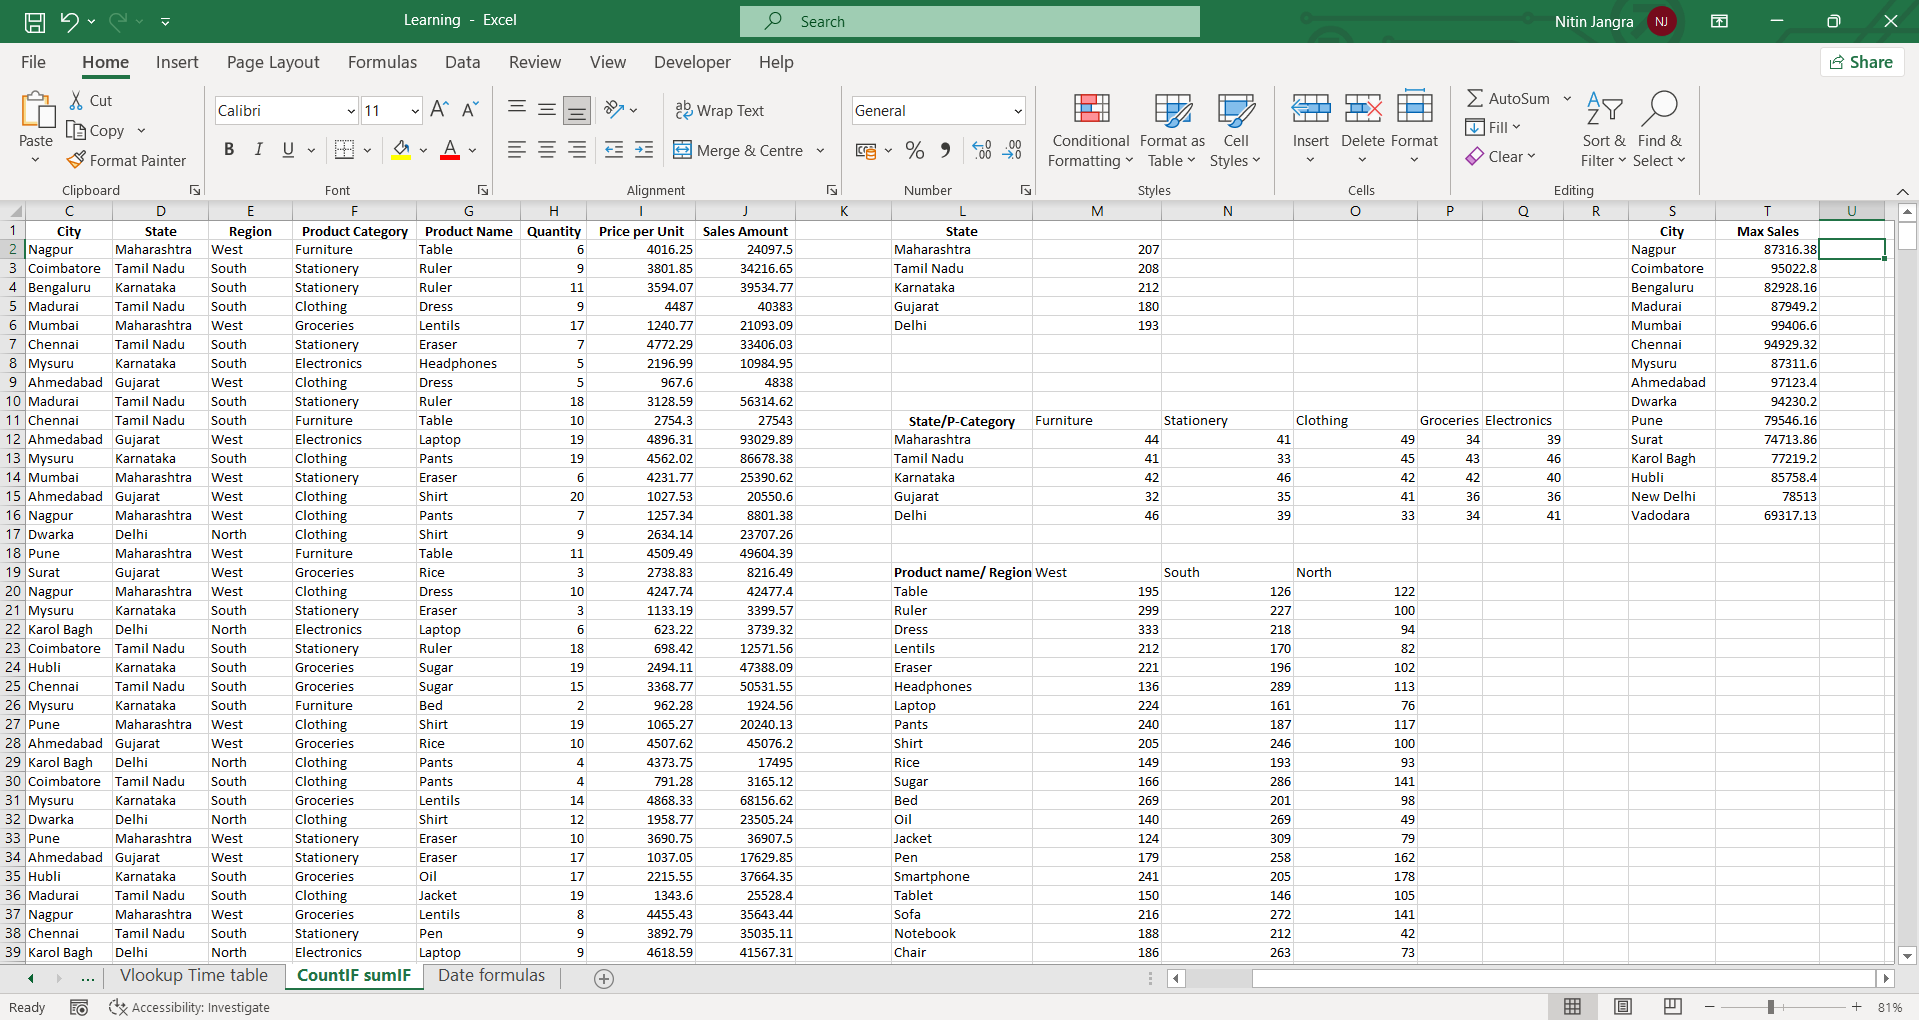 Learning - Excel
Search
Nitin Jangra NJ
File Home Insert Page Layout Formulas Data Review View Developer Help Share
Paste
Cut
Copy
Format Painter
Clipboard
Calibri 11
B I U
Font
Wrap Text
Merge & Centre
Alignment
General
Number
Conditional Formatting
Format as Table
Cell Styles
Styles
Insert Delete Format
Cells
AutoSum
Fill
Clear
Sort & Filter
Find & Select
Editing
C D E F G H I J K L M N O P Q R S T U
1 City State Region Product Category Product Name Quantity Price per Unit Sales Amount State City Max Sales
2 Nagpur Maharashtra West Furniture Table 6 4016.25 24097.5 Maharashtra 207 Nagpur 87316.38
3 Coimbatore Tamil Nadu South Stationery Ruler 9 3801.85 34216.65 Tamil Nadu 208 Coimbatore 95022.8
4 Bengaluru Karnataka South Stationery Ruler 11 3594.07 39534.77 Karnataka 212 Bengaluru 82928.16
5 Madurai Tamil Nadu South Clothing Dress 9 4487 40383 Gujarat 180 Madurai 87949.2
6 Mumbai Maharashtra West Groceries Lentils 17 1240.77 21093.09 Delhi 193 Mumbai 99406.6
7 Chennai Tamil Nadu South Stationery Eraser 7 4772.29 33406.03 Chennai 94929.32
8 Mysuru Karnataka South Electronics Headphones 5 2196.99 10984.95 Mysuru 87311.6
9 Ahmedabad Gujarat West Clothing Dress 5 967.6 4838 Ahmedabad 97123.4
10 Madurai Tamil Nadu South Stationery Ruler 18 3128.59 56314.62 Dwarka 94230.2
11 Chennai Tamil Nadu South Furniture Table 10 2754.3 27543 State/P-Category Furniture Stationery Clothing Groceries Electronics Pune 79546.16
12 Ahmedabad Gujarat West Electronics Laptop 19 4896.31 93029.89 Maharashtra 44 41 49 34 39 Surat 74713.86
13 Mysuru Karnataka South Clothing Pants 19 4562.02 86678.38 Tamil Nadu 41 33 45 43 46 Karol Bagh 77219.2
14 Mumbai Maharashtra West Stationery Eraser 6 4231.77 25390.62 Karnataka 42 46 42 42 40 Hubli 85758.4
15 Ahmedabad Gujarat West Clothing Shirt 20 1027.53 20550.6 Gujarat 32 35 41 36 36 New Delhi 78513
16 Nagpur Maharashtra West Clothing Pants 7 1257.34 8801.38 Delhi 46 39 33 34 41 Vadodara 69317.13
17 Dwarka Delhi North Clothing Shirt 9 2634.14 23707.26
18 Pune Maharashtra West Furniture Table 11 4509.49 49604.39
19 Surat Gujarat West Groceries Rice 3 2738.83 8216.49 Product name/ Region West South North
20 Nagpur Maharashtra West Clothing Dress 10 4247.74 42477.4 Table 195 126 122
21 Mysuru Karnataka South Stationery Eraser 3 1133.19 3399.57 Ruler 299 227 100
22 Karol Bagh Delhi North Electronics Laptop 6 623.22 3739.32 Dress 333 218 94
23 Coimbatore Tamil Nadu South Stationery Ruler 18 698.42 12571.56 Lentils 212 170 82
24 Hubli Karnataka South Groceries Sugar 19 2494.11 47388.09 Eraser 221 196 102
25 Chennai Tamil Nadu South Groceries Sugar 15 3368.77 50531.55 Headphones 136 289 113
26 Mysuru Karnataka South Furniture Bed 2 962.28 1924.56 Laptop 224 161 76
27 Pune Maharashtra West Clothing Shirt 19 1065.27 20240.13 Pants 240 187 117
28 Ahmedabad Gujarat West Groceries Rice 10 4507.62 45076.2 Shirt 205 246 100
29 Karol Bagh Delhi North Clothing Pants 4 4373.75 17495 Rice 149 193 93
30 Coimbatore Tamil Nadu South Clothing Pants 4 791.28 3165.12 Sugar 166 286 141
31 Mysuru Karnataka South Groceries Lentils 14 4868.33 68156.62 Bed 269 201 98
32 Dwarka Delhi North Clothing Shirt 12 1958.77 23505.24 Oil 140 269 49
33 Pune Maharashtra West Stationery Eraser 10 3690.75 36907.5 Jacket 124 309 79
34 Ahmedabad Gujarat West Stationery Eraser 17 1037.05 17629.85 Pen 179 258 162
35 Hubli Karnataka South Groceries Oil 17 2215.55 37664.35 Smartphone 241 205 178
36 Madurai Tamil Nadu South Clothing Jacket 19 1343.6 25528.4 Tablet 150 146 105
37 Nagpur Maharashtra West Groceries Lentils 8 4455.43 35643.44 Sofa 216 272 141
38 Chennai Tamil Nadu South Stationery Pen 9 3892.79 35035.11 Notebook 188 212 42
39 Karol Bagh Delhi North Electronics Laptop 9 4618.59 41567.31 Chair 186 263 73
... Vlookup Time table CountIF sumIF Date formulas
Ready Accessibility: Investigate 81%